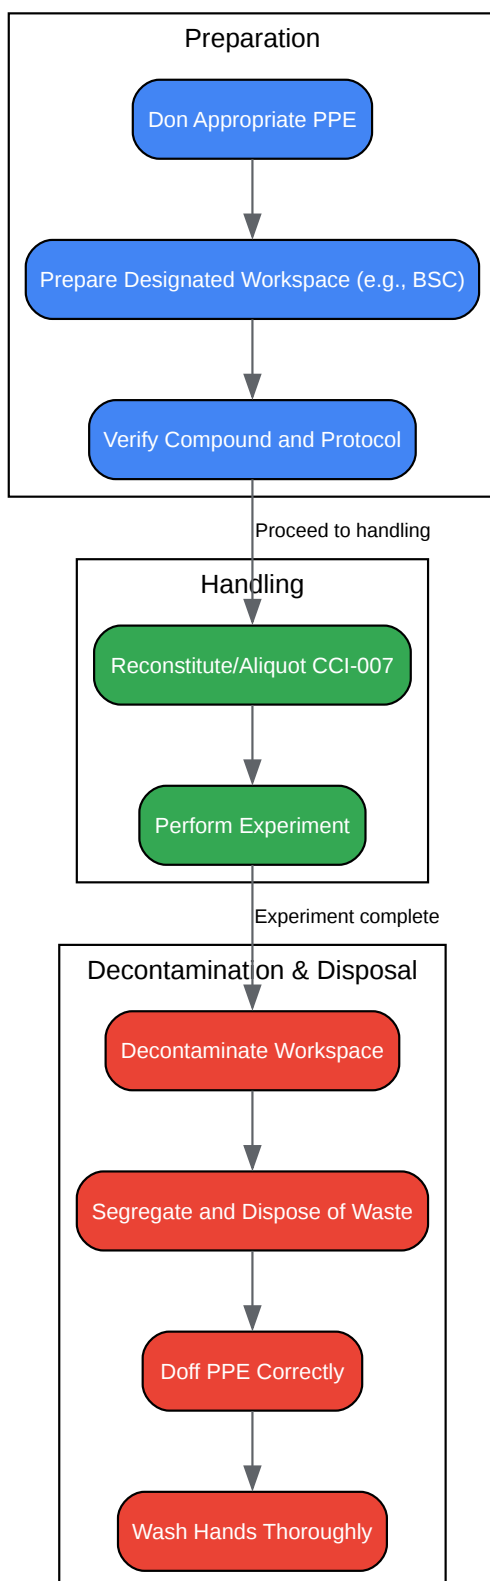 Preparation
Don Appropriate PPE
Prepare Designated Workspace (e.g., BSC)
Verify Compound and Protocol
Proceed to handling
Handling
Reconstitute/Aliquot CCI-007
Perform Experiment
Experiment complete
Decontamination & Disposal
Decontaminate Workspace
Segregate and Dispose of Waste
Doff PPE Correctly
Wash Hands Thoroughly